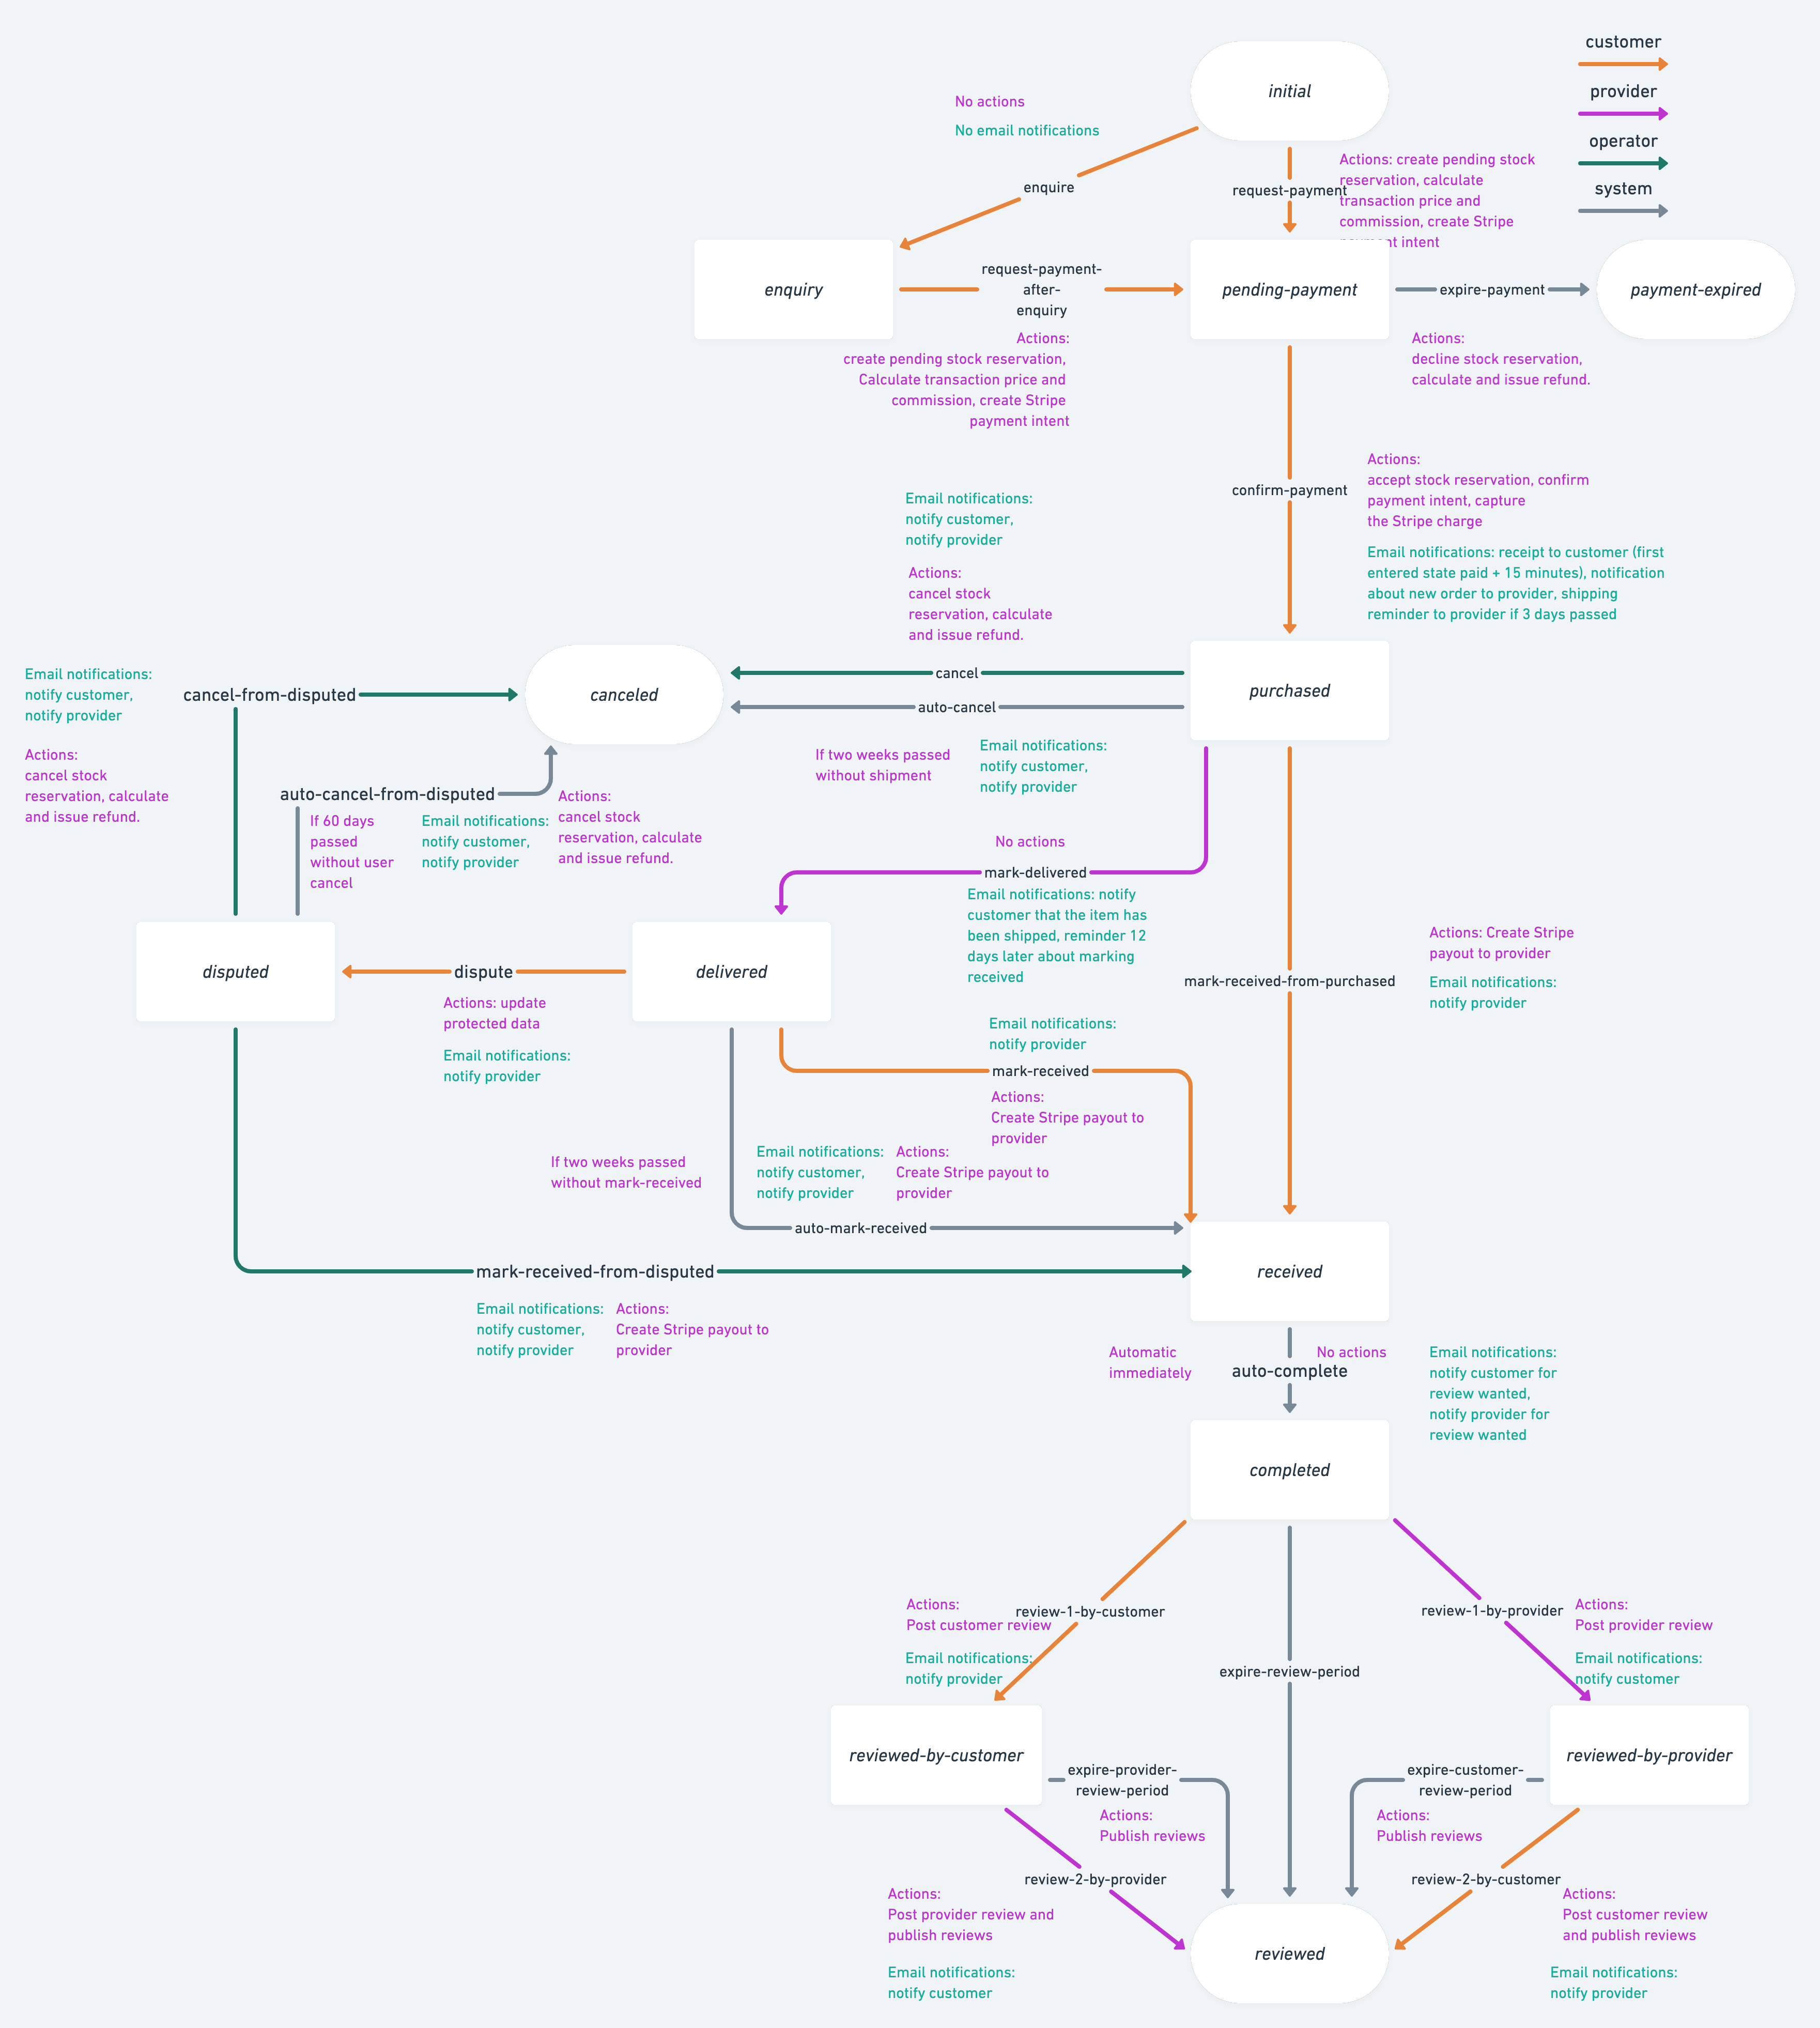 customer
initial
provider
No actions
No email notifications
operator
Actions: create pending stock
reservation, calculate
transaction price and
commission, create Stripe
payment intent
system
enquire
request-payment
enquiry
request-payment-
after-
enquiry
pending-payment
expire-payment
payment-expired
Actions:
create pending stock reservation,
Calculate transaction price and
commission, create Stripe
payment intent
Actions:
decline stock reservation,
calculate and issue refund.
confirm-payment
Actions:
accept stock reservation, confirm
payment intent, capture
the Stripe charge
Email notifications: receipt to customer (first
entered state paid + 15 minutes), notification
about new order to provider, shipping
reminder to provider if 3 days passed
Email notifications:
notify customer,
notify provider
Actions:
cancel stock
reservation, calculate
and issue refund.
Email notifications:
notify customer,
notify provider
cancel-from-disputed
canceled
cancel
auto-cancel
purchased
Actions:
cancel stock
reservation, calculate
and issue refund.
If two weeks passed
without shipment
Email notifications:
notify customer,
notify provider
auto-cancel-from-disputed
If 60 days
passed
without user
cancel
Email notifications:
notify customer,
notify provider
Actions:
cancel stock
reservation, calculate
and issue refund.
No actions
mark-delivered
Email notifications: notify
customer that the item has
been shipped, reminder 12
days later about marking
received
disputed
dispute
delivered
Actions: update
protected data
Email notifications:
notify provider
mark-received-from-purchased
Actions: Create Stripe
payout to provider
Email notifications:
notify provider
Email notifications:
notify provider
mark-received
Actions:
Create Stripe payout to
provider
If two weeks passed
without mark-received
Email notifications:
notify customer,
notify provider
Actions:
Create Stripe payout to
provider
auto-mark-received
mark-received-from-disputed
received
Email notifications:
notify customer,
notify provider
Actions:
Create Stripe payout to
provider
Automatic
immediately
No actions
auto-complete
Email notifications:
notify customer for
review wanted,
notify provider for
review wanted
completed
Actions:
Post customer review
review-1-by-customer
Email notifications:
notify provider
review-1-by-provider
Actions:
Post provider review
Email notifications:
notify customer
expire-review-period
reviewed-by-customer
reviewed-by-provider
expire-provider-
review-period
Actions:
Publish reviews
expire-customer-
review-period
Actions:
Publish reviews
review-2-by-provider
Actions:
Post provider review and
publish reviews
Email notifications:
notify customer
review-2-by-customer
Actions:
Post customer review
and publish reviews
Email notifications:
notify provider
reviewed